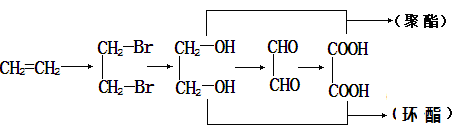 CH₂-Br CH₂-OH CHO COOH (聚酯)
CH₂=CH₂
CH₂-Br CH₂-OH CHO COOH (环酯)